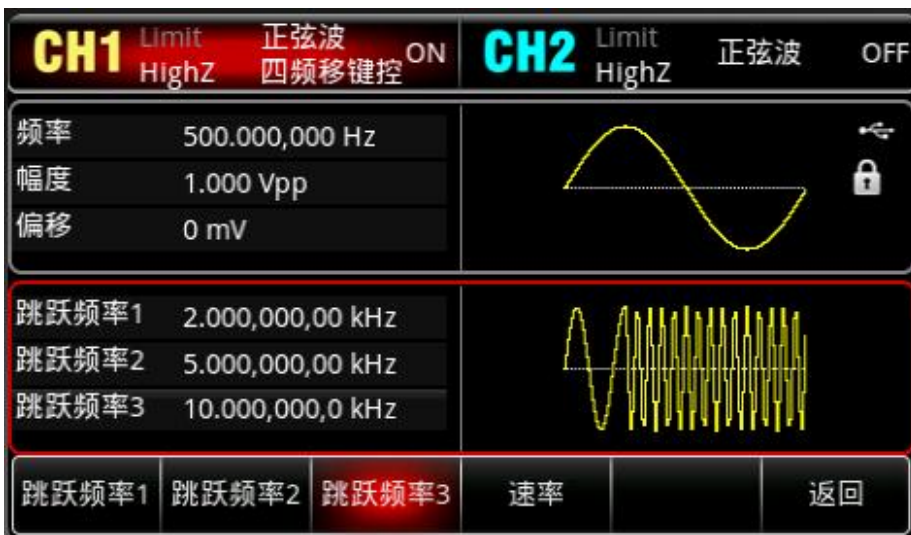 CH1 Limit 正弦波 ON CH2 Limit 正弦波 OFF
HighZ 四频移键控 HighZ
频率 500.000,000 Hz
幅度 1.000 Vpp
偏移 0 mV
跳跃频率1 2.000,000,00 kHz
跳跃频率2 5.000,000,00 kHz
跳跃频率3 10.000,000,0 kHz
跳跃频率1 跳跃频率2 跳跃频率3 速率 返回